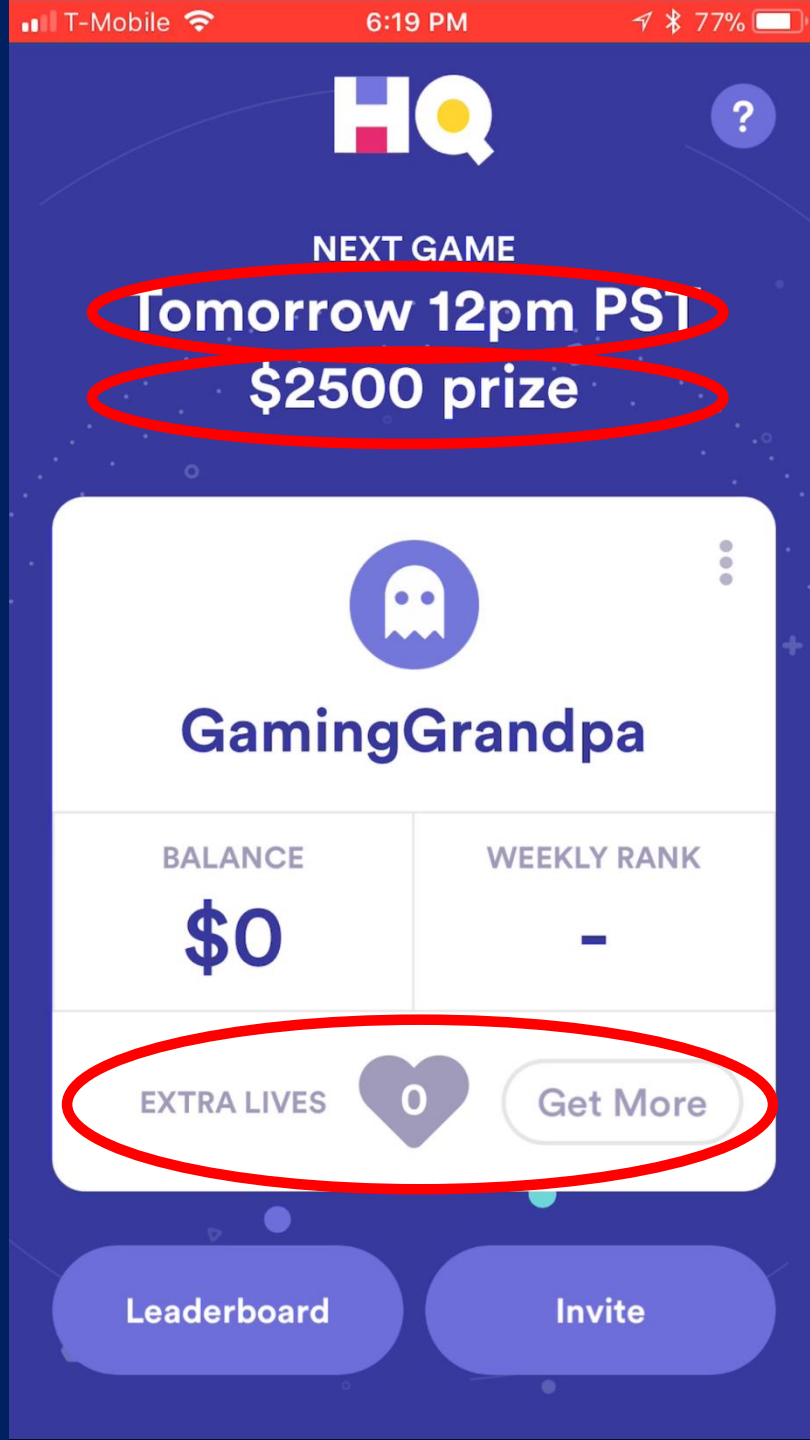 T-Mobile 6:19 PM 77%
HQ
?
NEXT GAME
Tomorrow 12pm PST
$2500 prize
GamingGrandpa
BALANCE WEEKLY RANK
$0 -
EXTRA LIVES 0 Get More
Leaderboard Invite